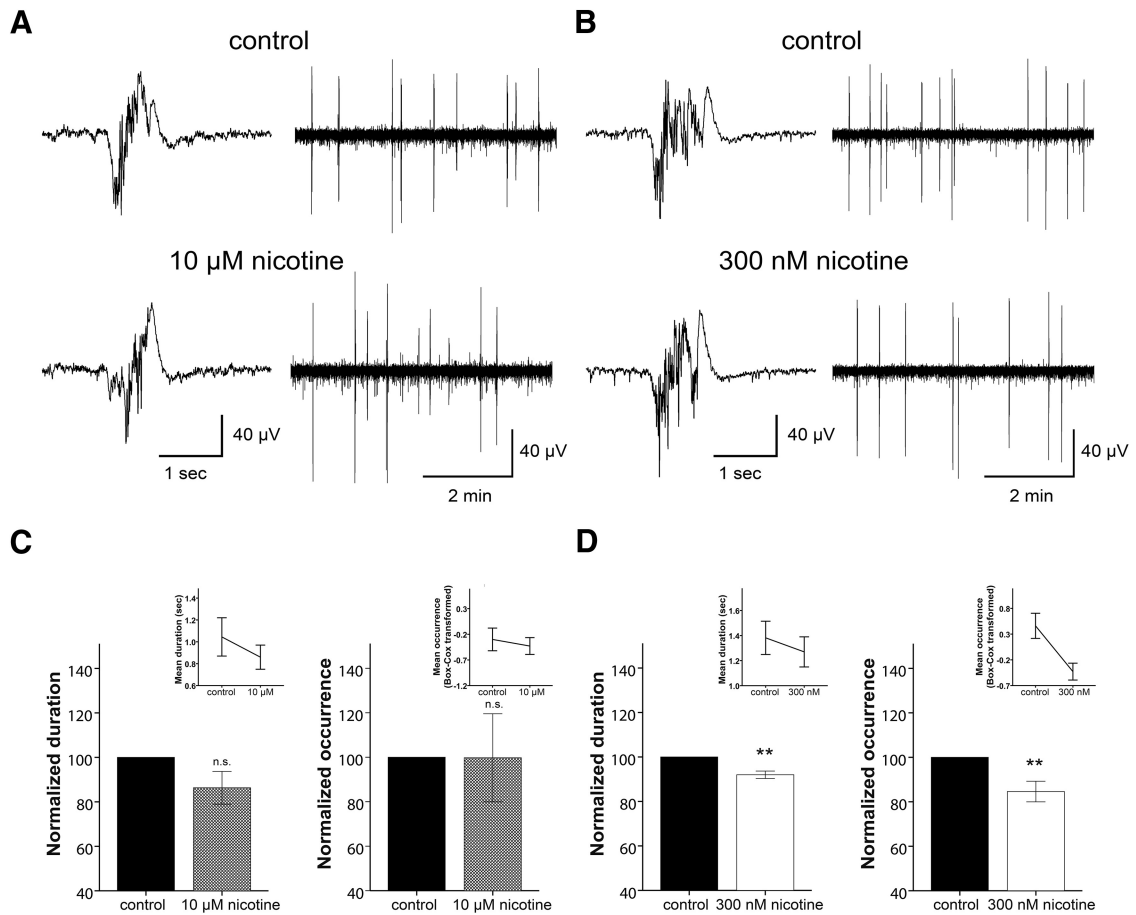 A
B
control
control
10 µM nicotine
300 nM nicotine
40 µV
1 sec
40 µV
2 min
40 µV
1 sec
40 µV
2 min
C
D
Normalized duration
140
120
100
80
60
40
n.s.
control
10 µM nicotine
Mean duration (sec)
1.4
1.2
1.0
0.8
0.6
control
10 µM
Normalized occurrence
140
120
100
80
60
40
n.s.
control
10 µM nicotine
Mean occurrence
(Box-Cox transformed)
0.3
-0.2
-0.7
-1.2
control
10 µM
Normalized duration
140
120
100
80
60
40
**
control
300 nM nicotine
Mean duration (sec)
1.6
1.4
1.2
1.0
control
300 nM
Normalized occurrence
140
120
100
80
60
40
**
control
300 nM nicotine
Mean occurrence
(Box-Cox transformed)
0.8
0.3
-0.2
-0.7
control
300 nM